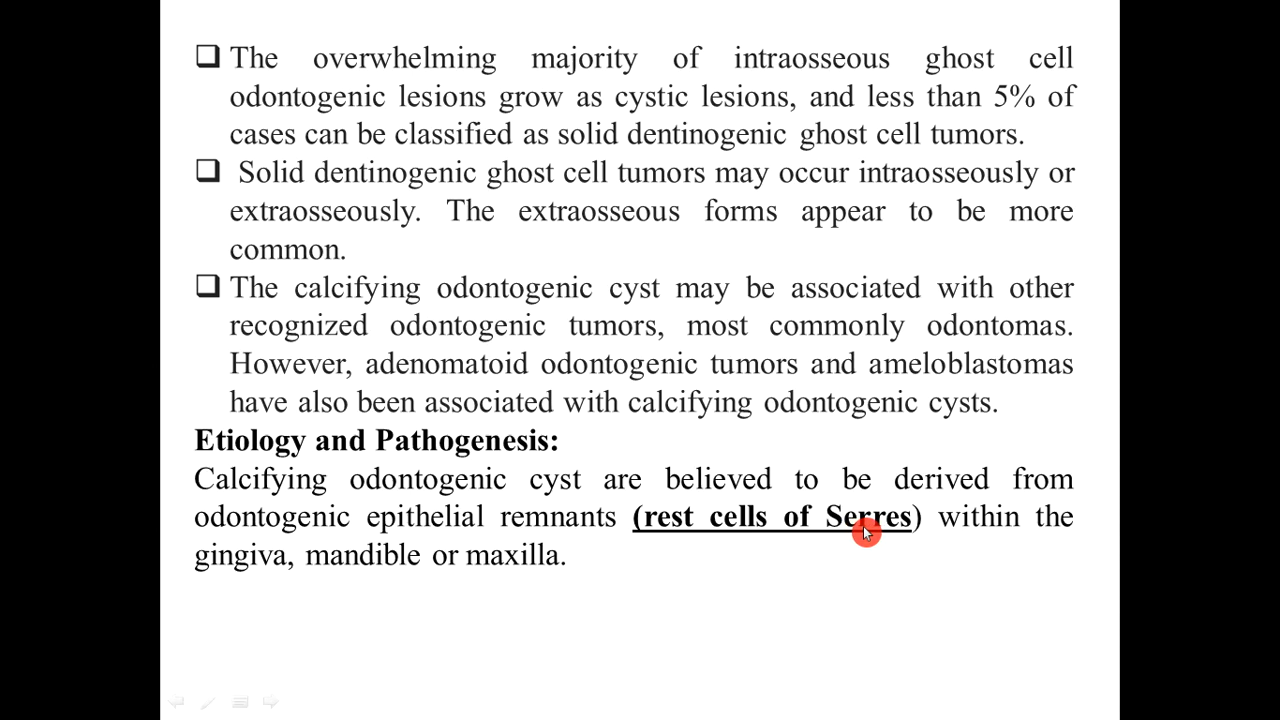 ❑ The overwhelming majority of intraosseous ghost cell
odontogenic lesions grow as cystic lesions, and less than 5% of
cases can be classified as solid dentinogenic ghost cell tumors.
❑ Solid dentinogenic ghost cell tumors may occur intraosseously or
extraosseously. The extraosseous forms appear to be more
common.
❑ The calcifying odontogenic cyst may be associated with other
recognized odontogenic tumors, most commonly odontomas.
However, adenomatoid odontogenic tumors and ameloblastomas
have also been associated with calcifying odontogenic cysts.
Etiology and Pathogenesis:
Calcifying odontogenic cyst are believed to be derived from
odontogenic epithelial remnants (rest cells of Serres) within the
gingiva, mandible or maxilla.